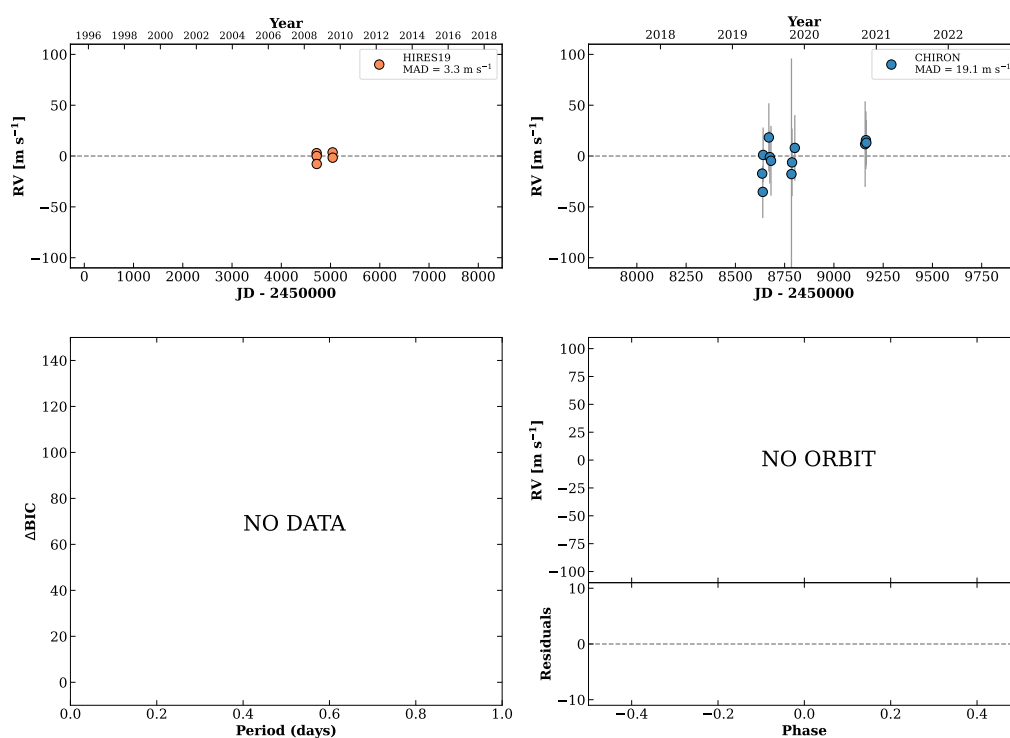 Year
1996 1998 2000 2002 2004 2006 2008 2010 2012 2014 2016 2018
HIRES19
MAD = 3.3 m s⁻¹
RV [m s⁻¹]
100
50
0
−50
−100
0 1000 2000 3000 4000 5000 6000 7000 8000
JD - 2450000
Year
2018 2019 2020 2021 2022
CHIRON
MAD = 19.1 m s⁻¹
RV [m s⁻¹]
100
50
0
−50
−100
8000 8250 8500 8750 9000 9250 9500 9750
JD - 2450000
ΔBIC
140
120
100
80
60
40
20
0
NO DATA
0.0 0.2 0.4 0.6 0.8 1.0
Period (days)
RV [m s⁻¹]
100
75
50
25
0
−25
−50
−75
−100
NO ORBIT
Residuals
10
0
−10
−0.4 −0.2 0.0 0.2 0.4
Phase